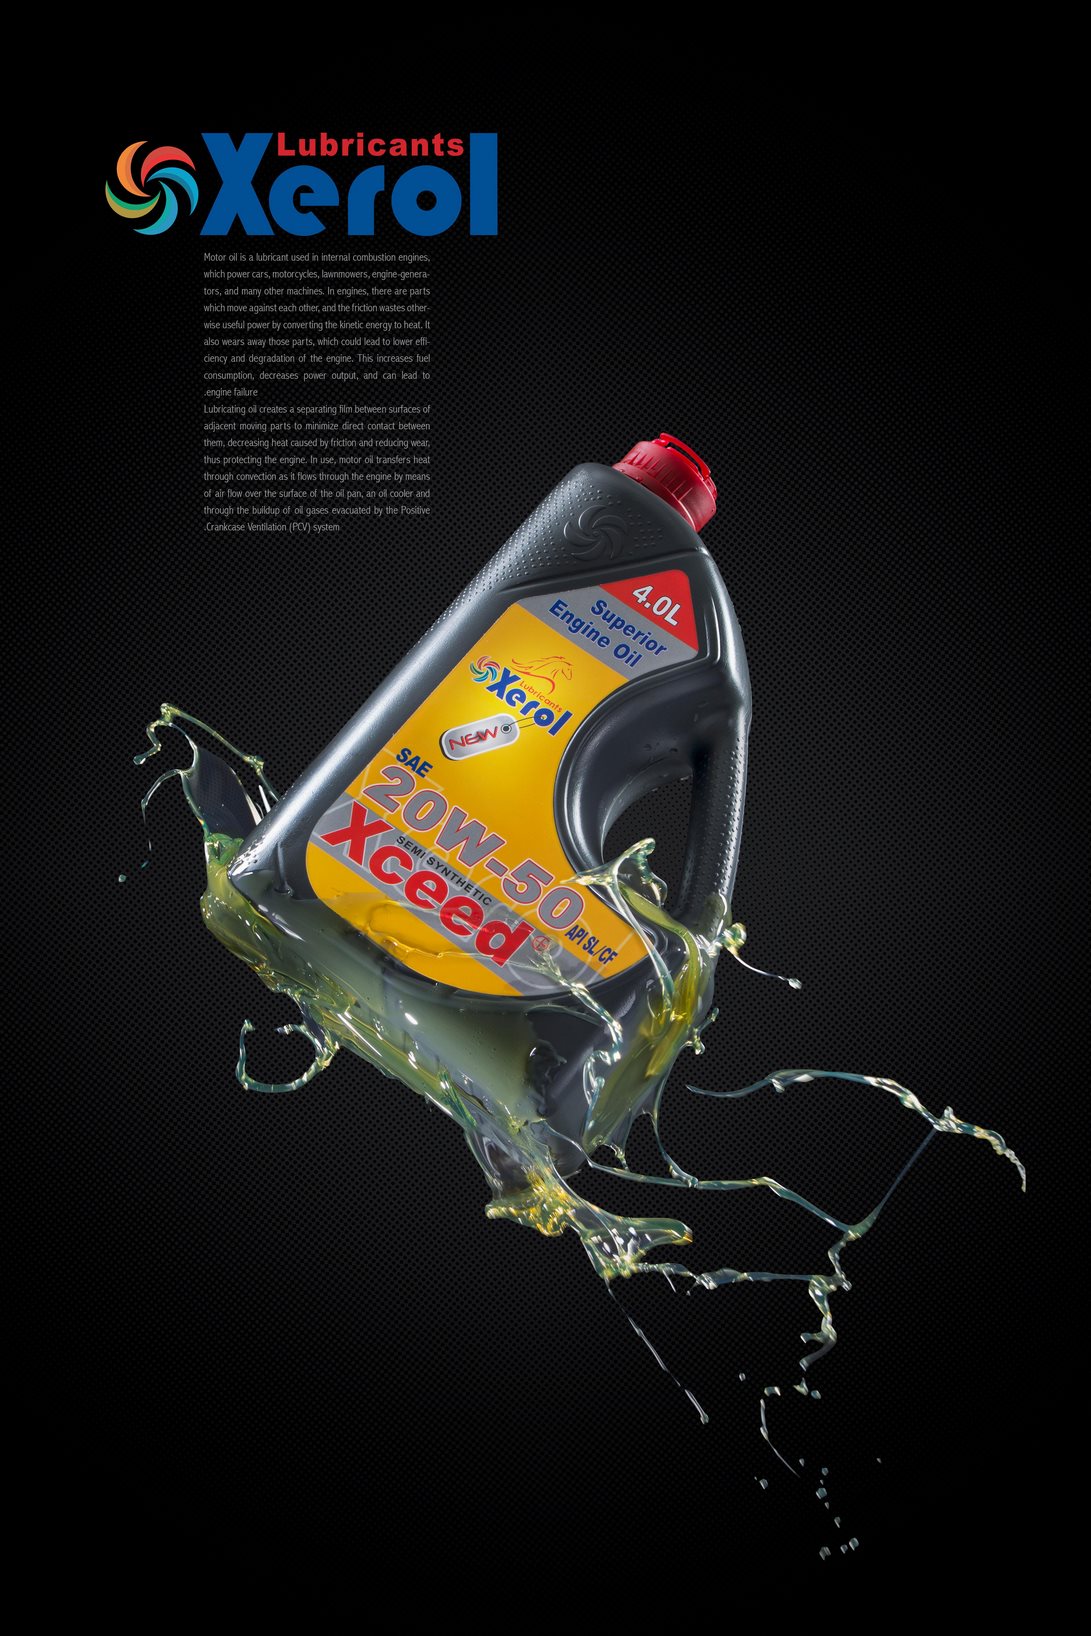 Lubricants
Xerol
Motor oil is a lubricant used in internal combustion engines,
which power cars, motorcycles, lawnmowers, engine-genera-
tors, and many other machines. In engines, there are parts
which move against each other, and the friction wastes other-
wise useful power by converting the kinetic energy to heat. It
also wears away those parts, which could lead to lower effi-
ciency and degradation of the engine. This increases fuel
consumption, decreases power output, and can lead to
.engine failure
Lubricating oil creates a separating film between surfaces of
adjacent moving parts to minimize direct contact between
them, decreasing heat caused by friction and reducing wear,
thus protecting the engine. In use, motor oil transfers heat
through convection as it flows through the engine by means
of air flow over the surface of the oil pan, an oil cooler and
through the buildup of oil gases evacuated by the Positive
.Crankcase Ventilation (PCV) system
4.0L
Superior
Engine Oil
Lubricants
Xerol
NEW
SAE
20W-50
SEMI SYNTHETIC
Xceed
API SL/CF